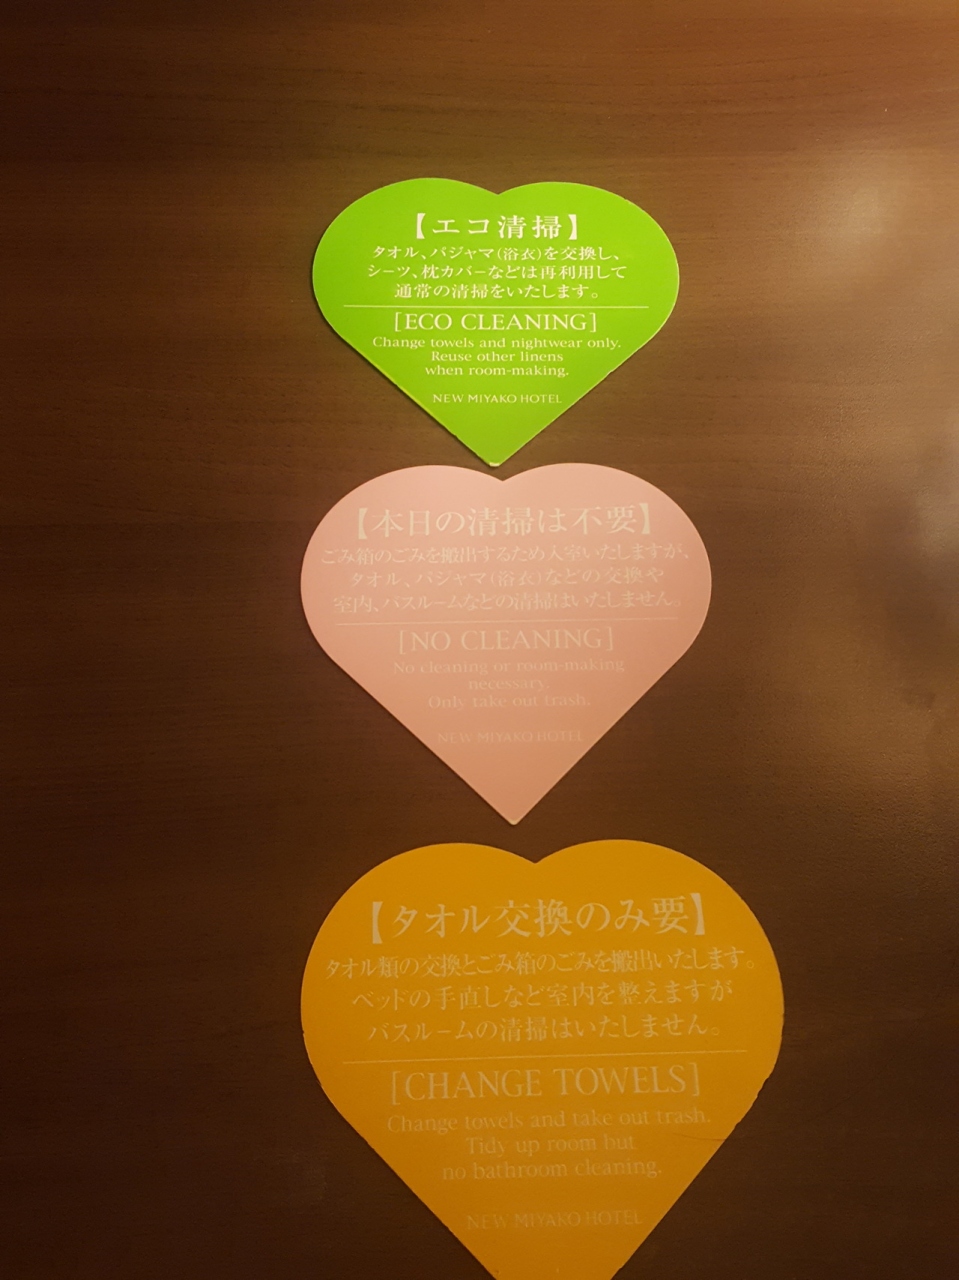 【エコ清掃】
タオル、パジャマ(浴衣)を交換し、
シーツ、枕カバーなどは再利用して
通常の清掃をいたします。
[ECO CLEANING]
Change towels and nightwear only.
Reuse other linens
when room-making.
NEW MIYAKO HOTEL
【本日の清掃は不要】
ごみ箱のごみを搬出するため入室いたしますが、
タオル、パジャマ(浴衣)などの交換や
室内、バスルームなどの清掃はいたしません。
[NO CLEANING]
No cleaning or room-making
necessary.
Only take out trash.
NEW MIYAKO HOTEL
【タオル交換のみ要】
タオル類の交換とごみ箱のごみを搬出いたします。
ベッドの手直しなど室内を整えますが
バスルームの清掃はいたしません。
[CHANGE TOWELS]
Change towels and take out trash.
Tidy up room but
no bathroom cleaning.
NEW MIYAKO HOTEL